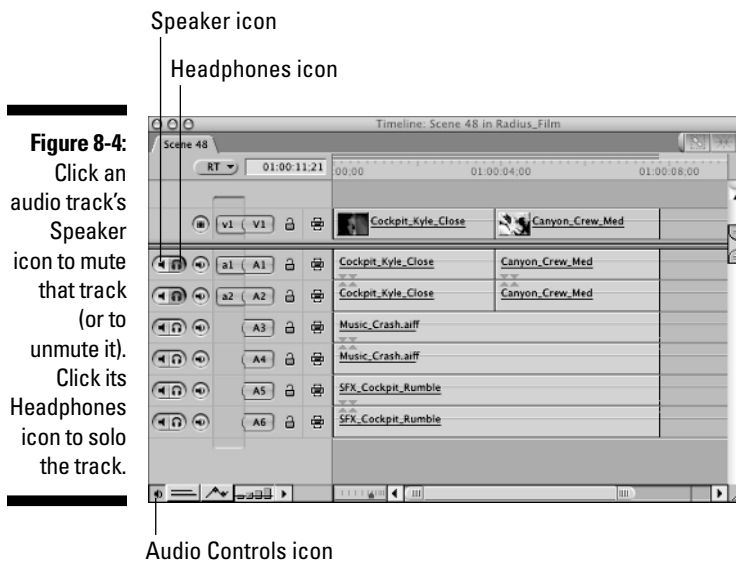 Speaker icon
Headphones icon
Figure 8-4:
Click an
audio track's
Speaker
icon to mute
that track
(or to
unmute it).
Click its
Headphones
icon to solo
the track.
Timeline: Scene 48 in Radius_Film
Scene 48
RT 01:00:11;21 00;00 01:00:04;00 01:00:08;00
v1 V1 Cockpit_Kyle_Close Canyon_Crew_Med
a1 A1 Cockpit_Kyle_Close Canyon_Crew_Med
a2 A2 Cockpit_Kyle_Close Canyon_Crew_Med
A3 Music_Crash.aiff
A4 Music_Crash.aiff
A5 SFX_Cockpit_Rumble
A6 SFX_Cockpit_Rumble
Audio Controls icon